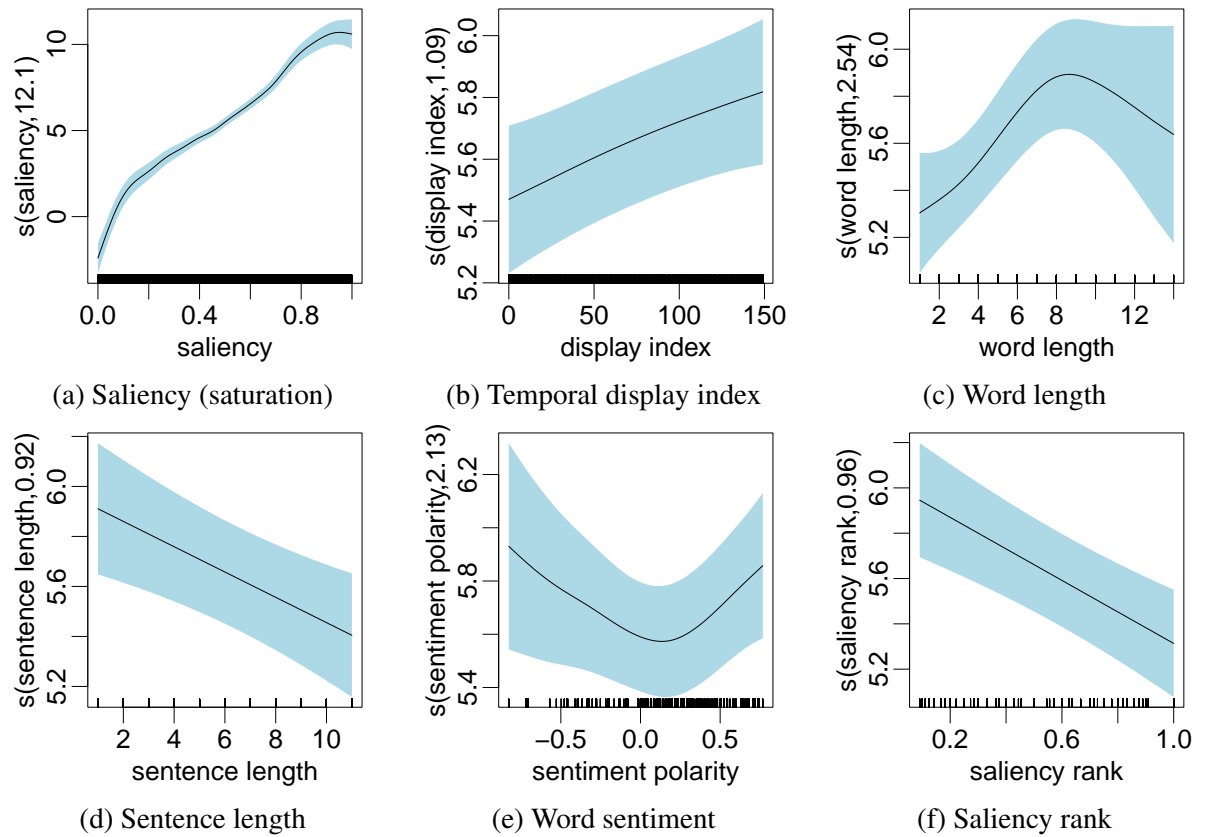 s(saliency,12.1)
10
5
0
0.0 0.4 0.8
saliency
(a) Saliency (saturation)
s(display index,1.09)
6.0
5.8
5.6
5.4
5.2
0 50 100 150
display index
(b) Temporal display index
s(word length,2.54)
6.0
5.6
5.2
2 4 6 8 12
word length
(c) Word length
s(sentence length,0.92)
6.0
5.6
5.2
2 4 6 8 10
sentence length
(d) Sentence length
s(sentiment polarity,2.13)
6.2
5.8
5.4
−0.5 0.0 0.5
sentiment polarity
(e) Word sentiment
s(saliency rank,0.96)
6.0
5.6
5.2
0.2 0.6 1.0
saliency rank
(f) Saliency rank